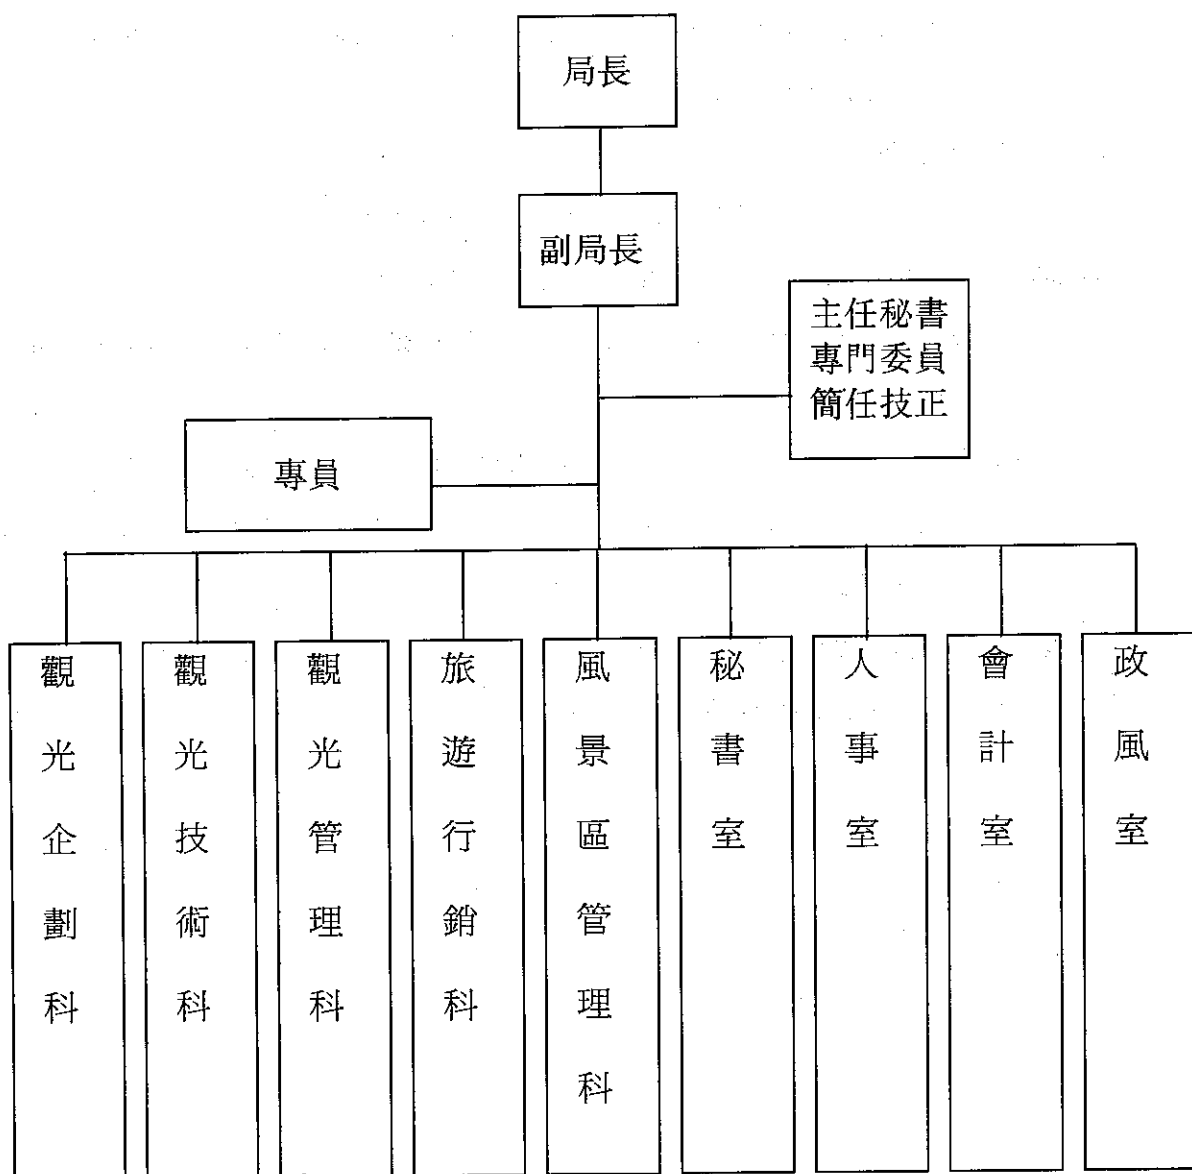 局長
副局長
主任秘書
專門委員
簡任技正
專員
觀光企劃科
觀光技術科
觀光管理科
旅遊行銷科
風景區管理科
秘書室
人事室
會計室
政風室